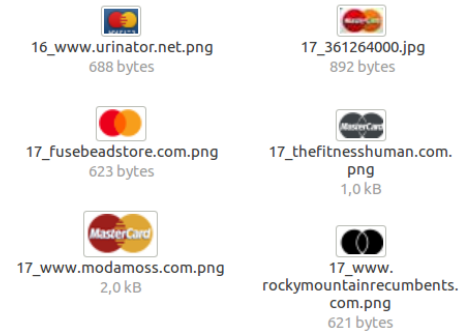 16_www.urinator.net.png
688 bytes
17_361264000.jpg
892 bytes
17_fusebeadstore.com.png
623 bytes
MasterCard
17_thefitnesshuman.com.
png
1,0 kB
MasterCard
17_www.modamoss.com.png
2,0 kB
17_www.
rockymountainrecumbents.
com.png
621 bytes